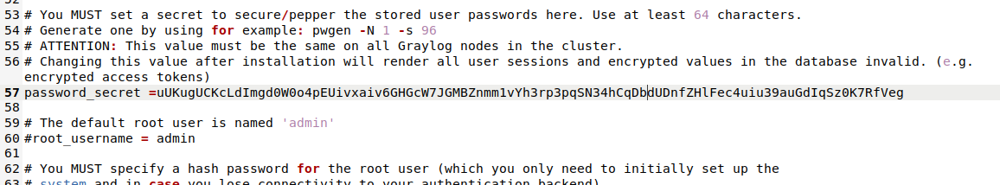 53 # You MUST set a secret to secure/pepper the stored user passwords here. Use at least 64 characters.
54 # Generate one by using for example: pwgen -N 1 -s 96
55 # ATTENTION: This value must be the same on all Graylog nodes in the cluster.
56 # Changing this value after installation will render all user sessions and encrypted values in the database invalid. (e.g.
encrypted access tokens)
57 password_secret =uUKugUCKcLdImgd0W0o4pEUivxaiv6GHGcW7JGMBZnmm1vYh3rp3pqSN34hCqDbdUDnfZHlFec4uiu39auGdIqSz0K7RfVeg
58
59 # The default root user is named 'admin'
60 #root_username = admin
61
62 # You MUST specify a hash password for the root user (which you only need to initially set up the
63 # system and in case you lose connectivity to your authentication backend)